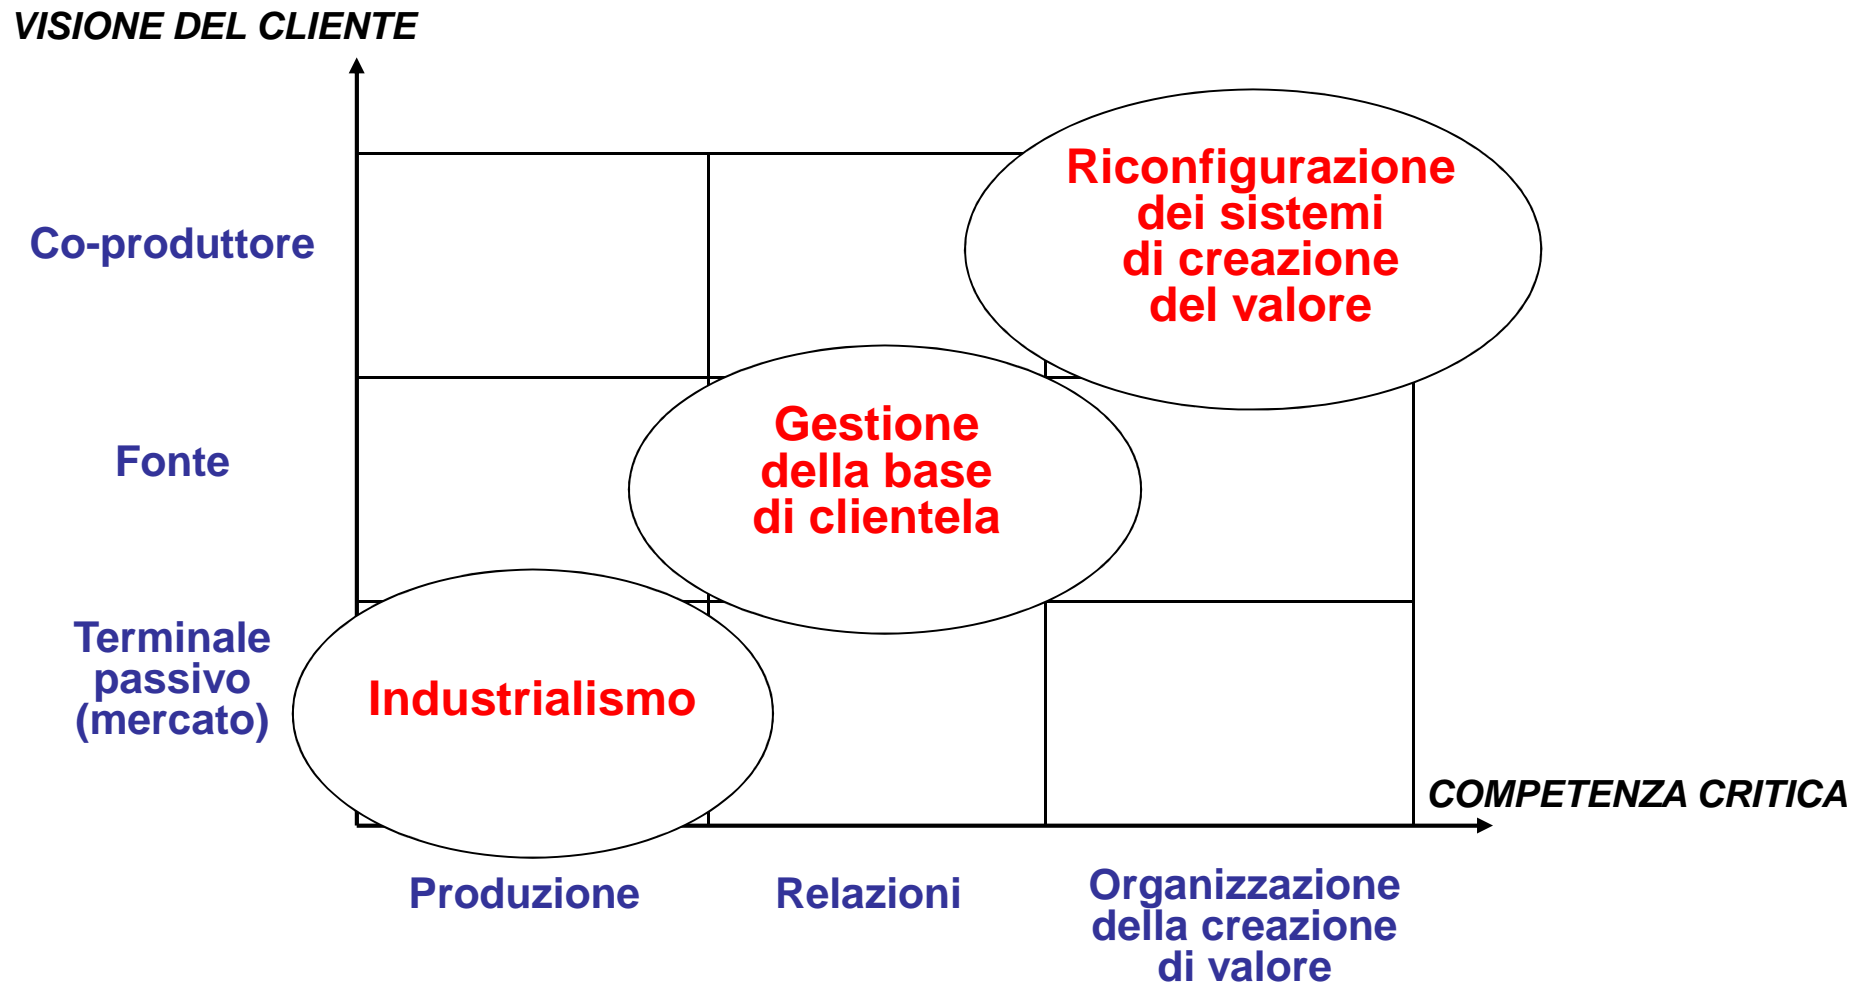 VISIONE DEL CLIENTE
Riconfigurazione
dei sistemi
di creazione
del valore
Co-produttore
Gestione
della base
di clientela
Fonte
Terminale
passivo
(mercato)
Industrialismo
COMPETENZA CRITICA
Produzione
Relazioni
Organizzazione
della creazione
di valore